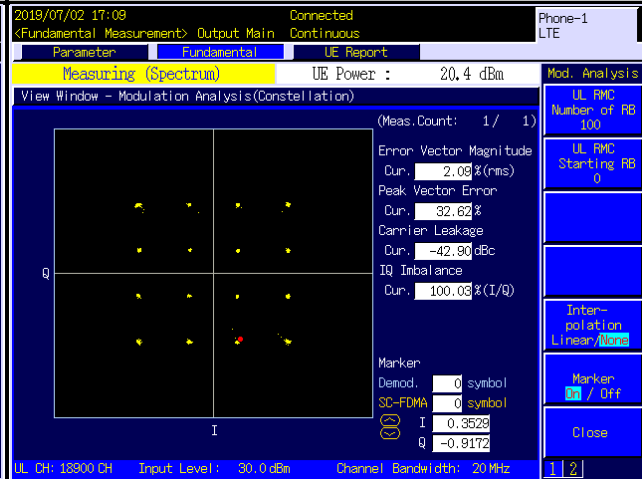 2019/07/02 17:09 Connected Phone-1
<Fundamental Measurement> Output Main Continuous LTE
Parameter Fundamental UE Report
Measuring (Spectrum) UE Power : 20.4 dBm Mod. Analysis
View Window - Modulation Analysis(Constellation)
UL RMC
Number of RB
100
(Meas.Count: 1/ 1)
Error Vector Magnitude
Cur. 2.09 %(rms)
Peak Vector Error
Cur. 32.62 %
Carrier Leakage
Cur. -42.90 dBc
IQ Imbalance
Cur. 100.03 %(I/Q)
UL RMC
Starting RB
0
Q
I
Inter-
polation
Linear/None
Marker
Demod. 0 symbol
SC-FDMA 0 symbol
I 0.3529
Q -0.9172
Marker
On / Off
Close
UL CH: 18900 CH Input Level: 30.0 dBm Channel Bandwidth: 20 MHz 1 2